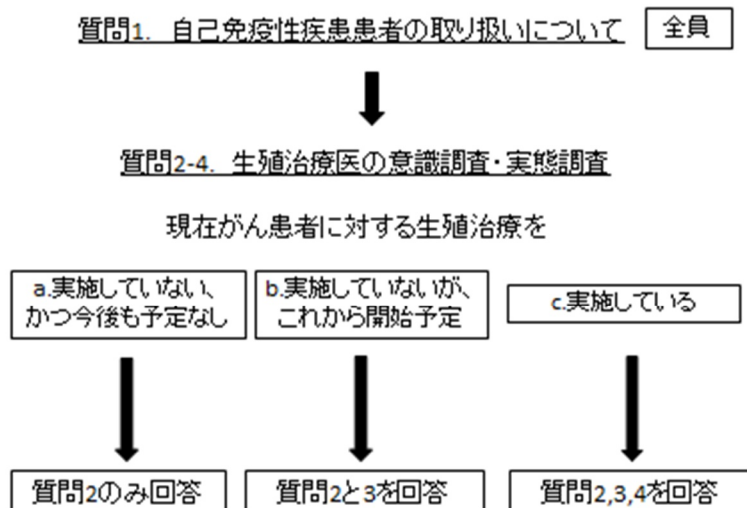 質問1. 自己免疫性疾患患者の取り扱いについて 全員
質問2-4. 生殖治療医の意識調査・実態調査
現在がん患者に対する生殖治療を
a.実施していない、
かつ今後も予定なし
b.実施していないが、
これから開始予定
c.実施している
質問2のみ回答
質問2と3を回答
質問2,3,4を回答